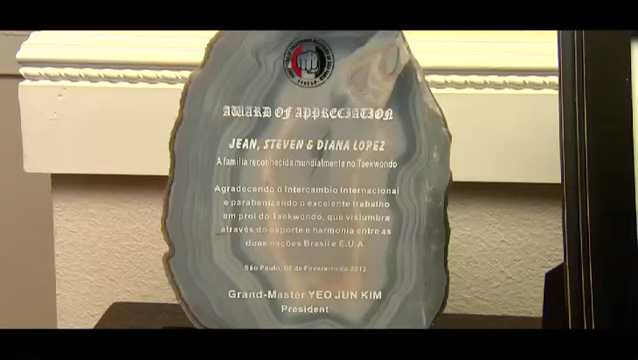 AWARD OF APPRECIATION
JEAN, STEVEN & DIANA LOPEZ
A família reconhecida mundialmente no Taekwondo
Agradecendo o Intercambio Internacional
e parabenizando o excelente trabalho
em prol do Taekwondo, que vislumbra
através do esporte e harmonia entre as
duas nações Brasil e E.U.A.
São Paulo, 05 de Fevereiro de 2012
Grand-Master YEO JUN KIM
President